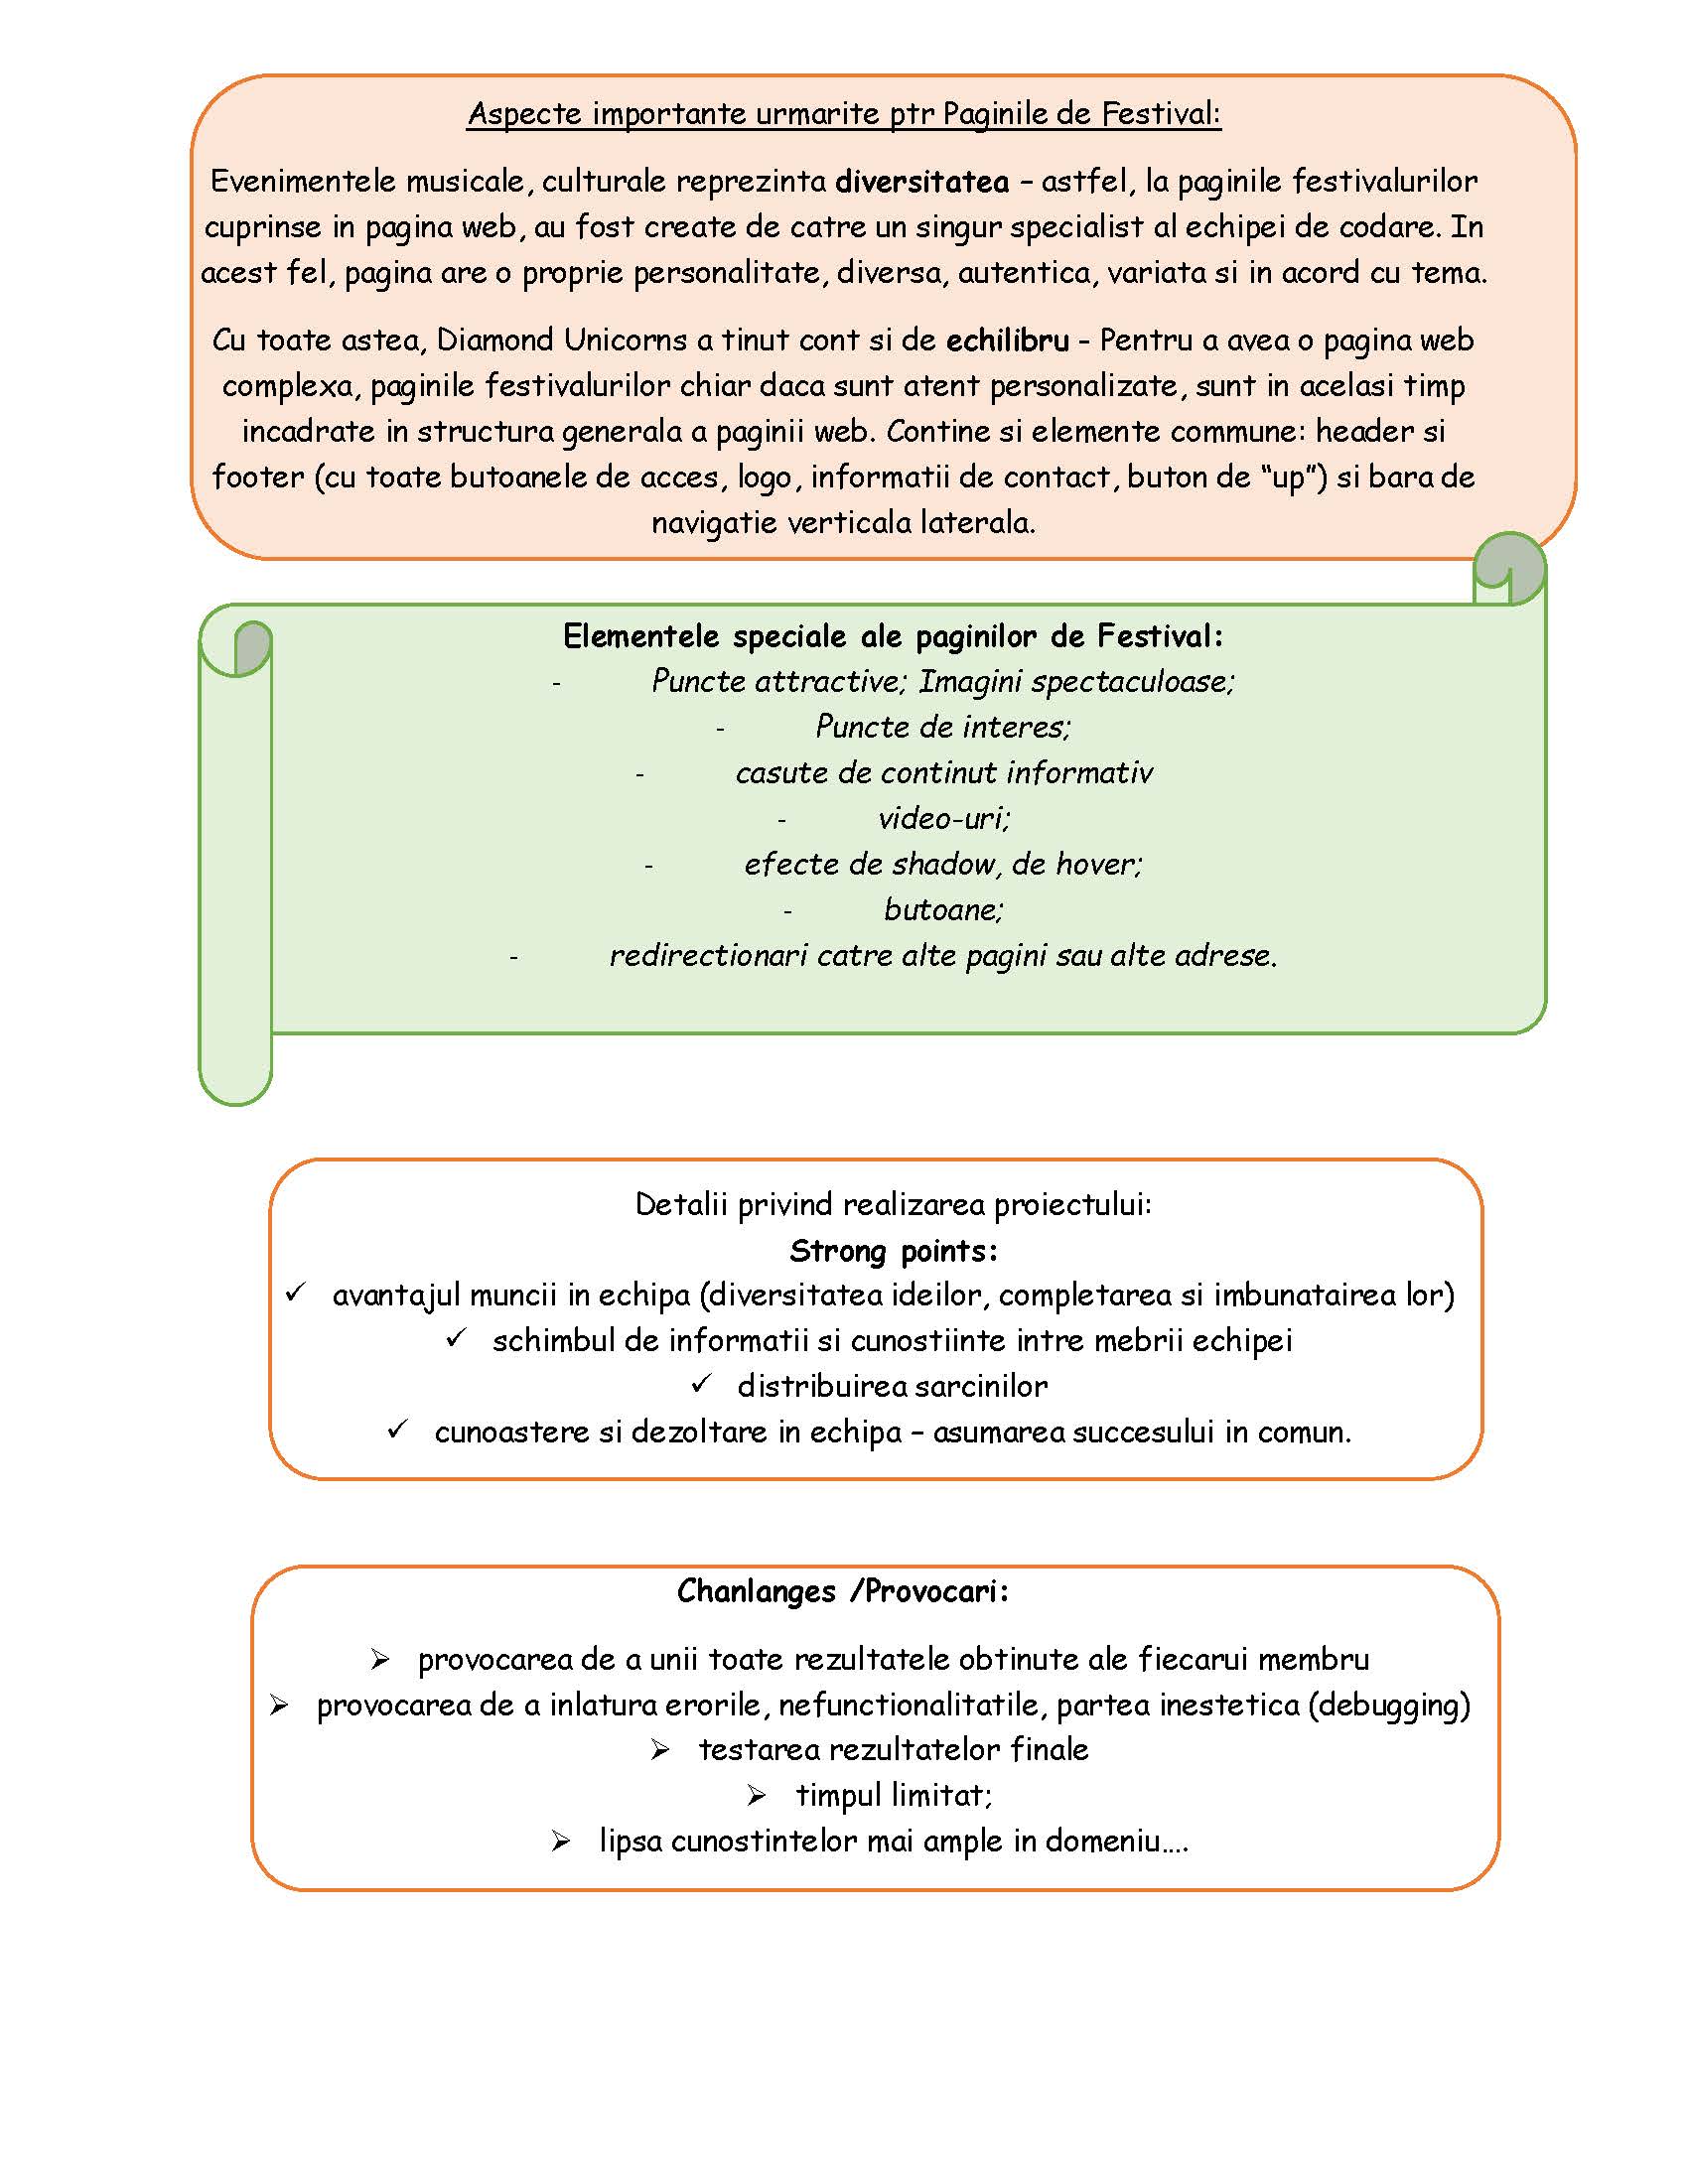 Aspecte importante urmarite ptr Paginile de Festival:
Evenimentele musicale, culturale reprezinta diversitatea – astfel, la paginile festivalurilor
cuprinse in pagina web, au fost create de catre un singur specialist al echipei de codare. In
acest fel, pagina are o proprie personalitate, diversa, autentica, variata si in acord cu tema.
Cu toate astea, Diamond Unicorns a tinut cont si de echilibru - Pentru a avea o pagina web
complexa, paginile festivalurilor chiar daca sunt atent personalizate, sunt in acelasi timp
incadrate in structura generala a paginii web. Contine si elemente commune: header si
footer (cu toate butoanele de acces, logo, informatii de contact, buton de “up”) si bara de
navigatie verticala laterala.
Elementele speciale ale paginilor de Festival:
- Puncte attractive; Imagini spectaculoase;
- Puncte de interes;
- casute de continut informativ
- video-uri;
- efecte de shadow, de hover;
- butoane;
- redirectionari catre alte pagini sau alte adrese.
Detalii privind realizarea proiectului:
Strong points:
✓ avantajul muncii in echipa (diversitatea ideilor, completarea si imbunatairea lor)
✓ schimbul de informatii si cunostiinte intre mebrii echipei
✓ distribuirea sarcinilor
✓ cunoastere si dezoltare in echipa – asumarea succesului in comun.
Chanlanges /Provocari:
➢ provocarea de a unii toate rezultatele obtinute ale fiecarui membru
➢ provocarea de a inlatura erorile, nefunctionalitatile, partea inestetica (debugging)
➢ testarea rezultatelor finale
➢ timpul limitat;
➢ lipsa cunostintelor mai ample in domeniu….